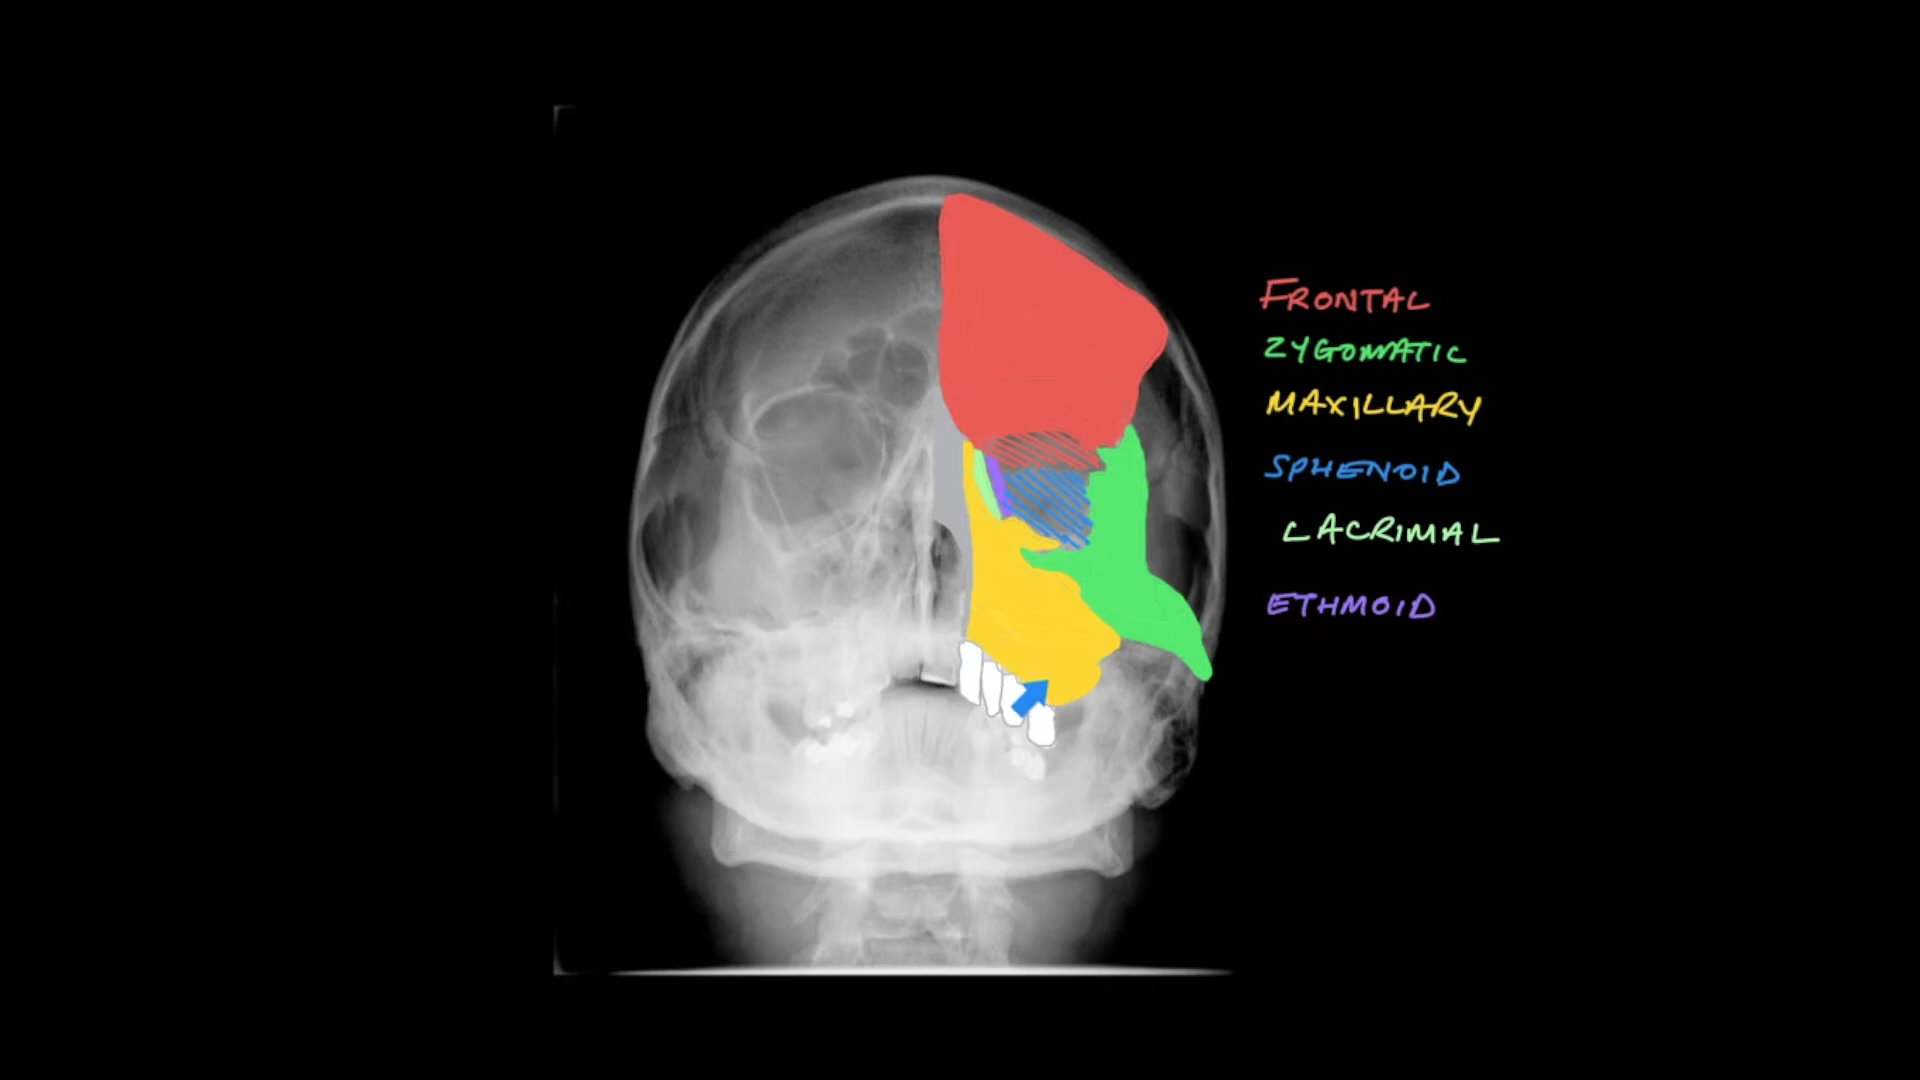 FRONTAL
ZYGOMATIC
MAXILLARY
SPHENOID
LACRIMAL
ETHMOID